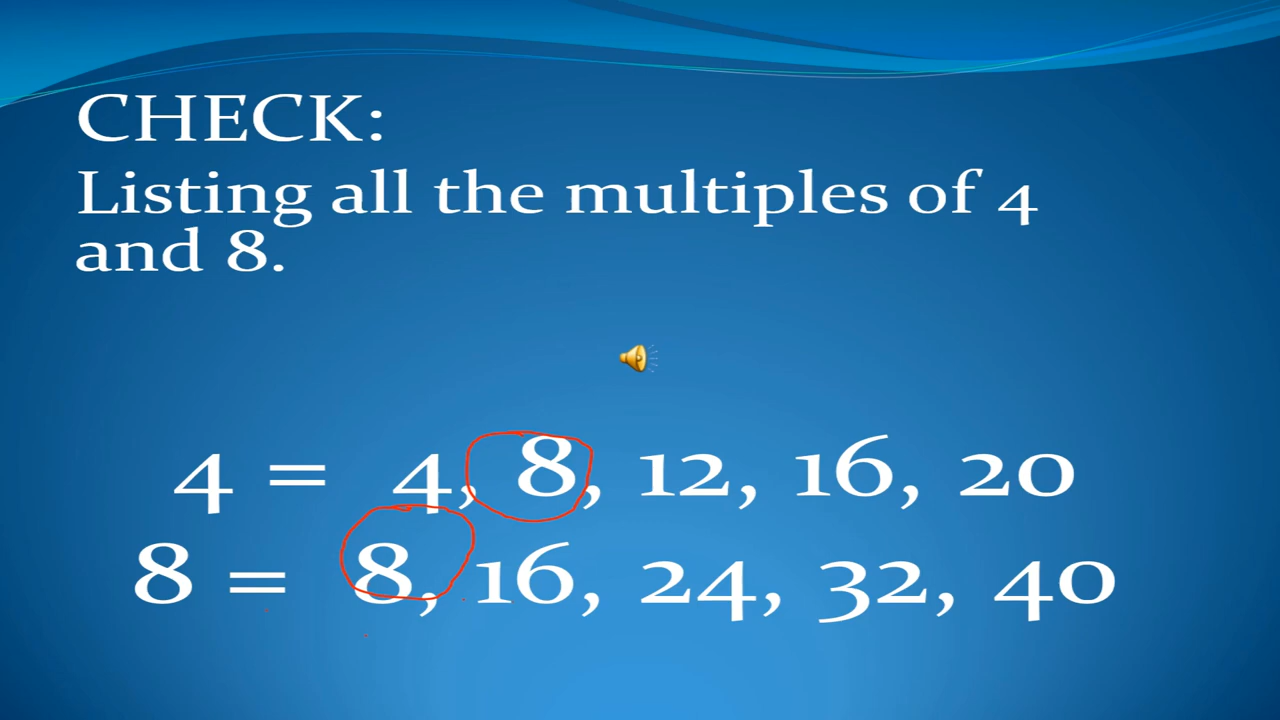 CHECK:
Listing all the multiples of 4
and 8.
4 = 4, 8, 12, 16, 20
8 = 8, 16, 24, 32, 40